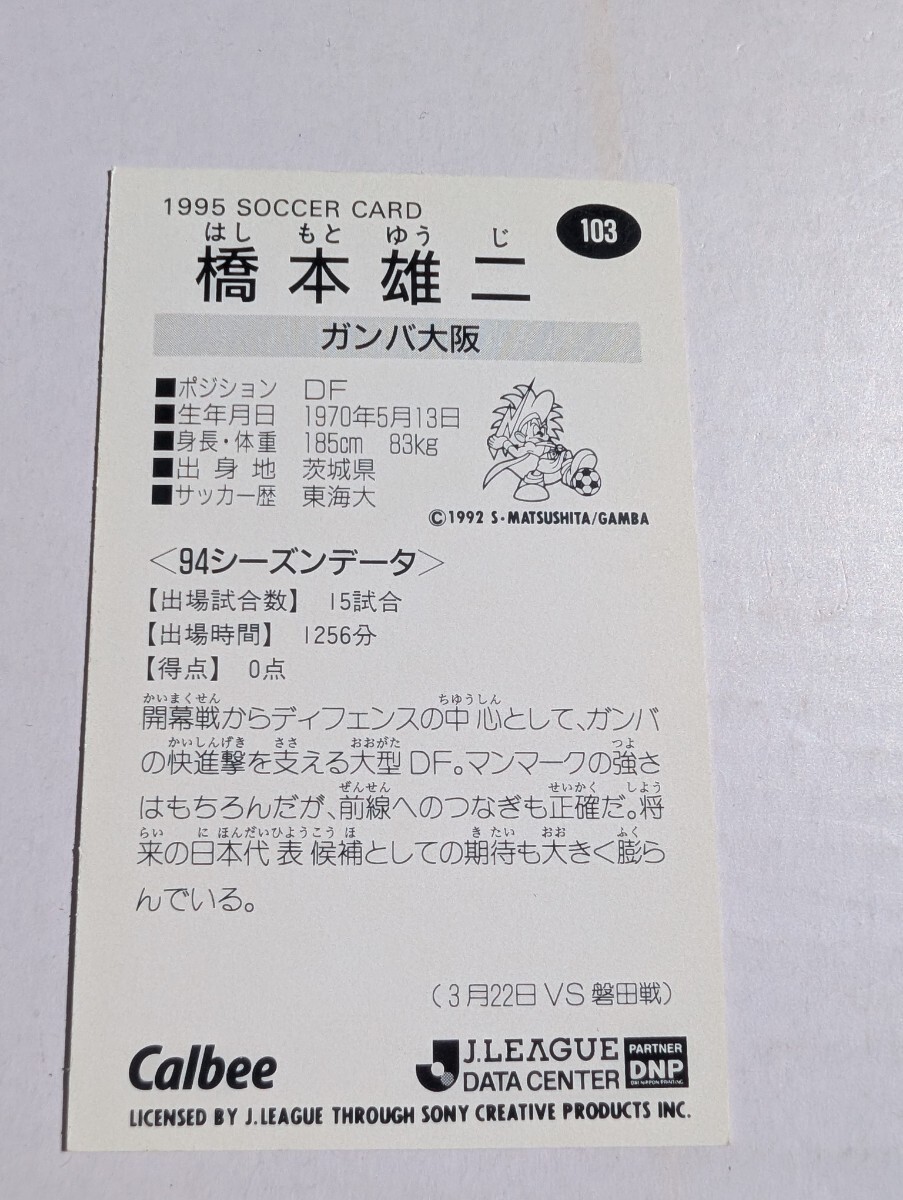 1995 SOCCER CARD
103
はし もと ゆう じ
橋本雄二
ガンバ大阪
■ポジション DF
■生年月日 1970年5月13日
■身長・体重 185cm 83kg
■出身地 茨城県
■サッカー歴 東海大
©1992 S・MATSUSHITA/GAMBA
＜94シーズンデータ＞
【出場試合数】 15試合
【出場時間】 1256分
【得点】 0点
かいまくせん ちゆうしん
開幕戦からディフェンスの中心として、ガンバ
かいしんげき ささ おおがた つよ
の快進撃を支える大型DF。マンマークの強さ
ぜんせん せいかく しよう
はもちろんだが、前線へのつなぎも正確だ。将
らい に ほんだいひようこう ほ き たい おお ふく
来の日本代表候補としての期待も大きく膨ら
んでいる。
(3月22日VS磐田戦)
Calbee
J.LEAGUE
DATA CENTER
PARTNER
DNP
DAI NIPPON PRINTING
LICENSED BY J.LEAGUE THROUGH SONY CREATIVE PRODUCTS INC.